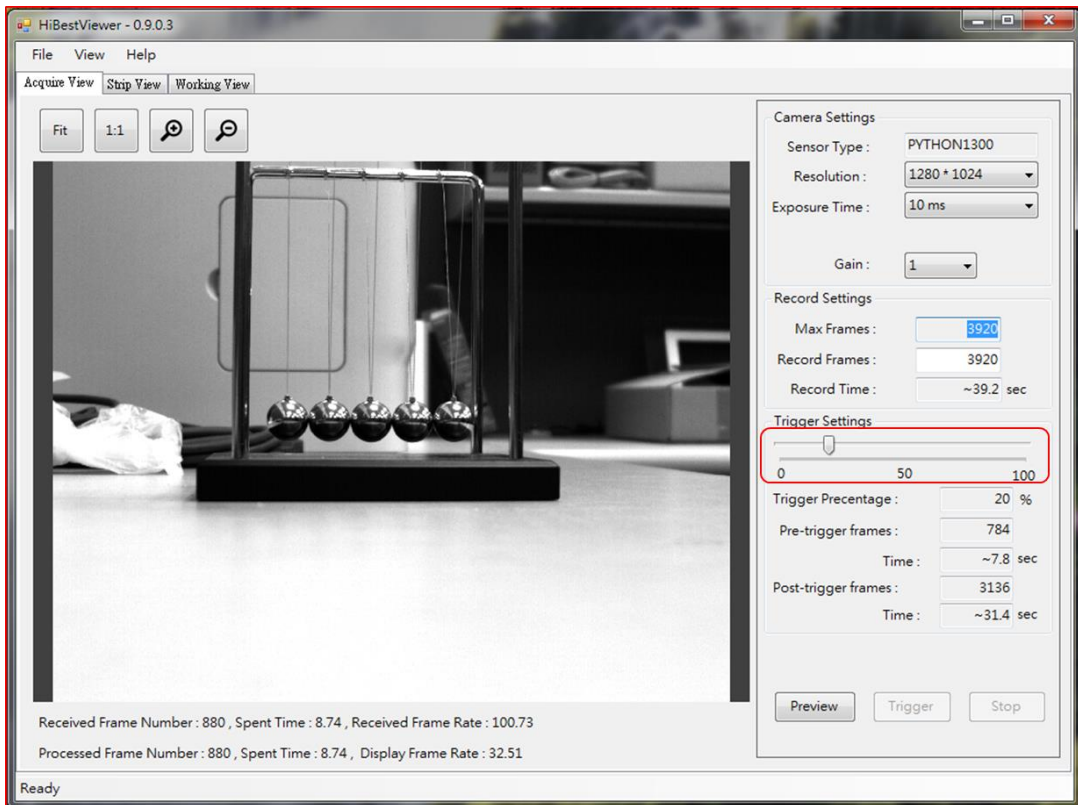 HiBestViewer - 0.9.0.3
File View Help
Acquire View Strip View Working View
Fit 1:1
Camera Settings
Sensor Type : PYTHON1300
Resolution : 1280 * 1024
Exposure Time : 10 ms
Gain : 1
Record Settings
Max Frames : 3920
Record Frames : 3920
Record Time : ~39.2 sec
Trigger Settings
0 50 100
Trigger Precentage : 20 %
Pre-trigger frames : 784
Time : ~7.8 sec
Post-trigger frames : 3136
Time : ~31.4 sec
Preview Trigger Stop
Received Frame Number : 880 , Spent Time : 8.74 , Received Frame Rate : 100.73
Processed Frame Number : 880 , Spent Time : 8.74 , Display Frame Rate : 32.51
Ready